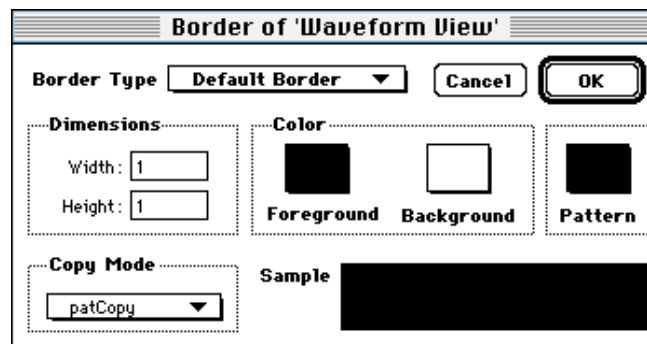 Border of 'Waveform View'
Border Type Default Border Cancel OK
Dimensions
Width: 1
Height: 1
Color
Foreground Background
Pattern
Copy Mode
patCopy
Sample